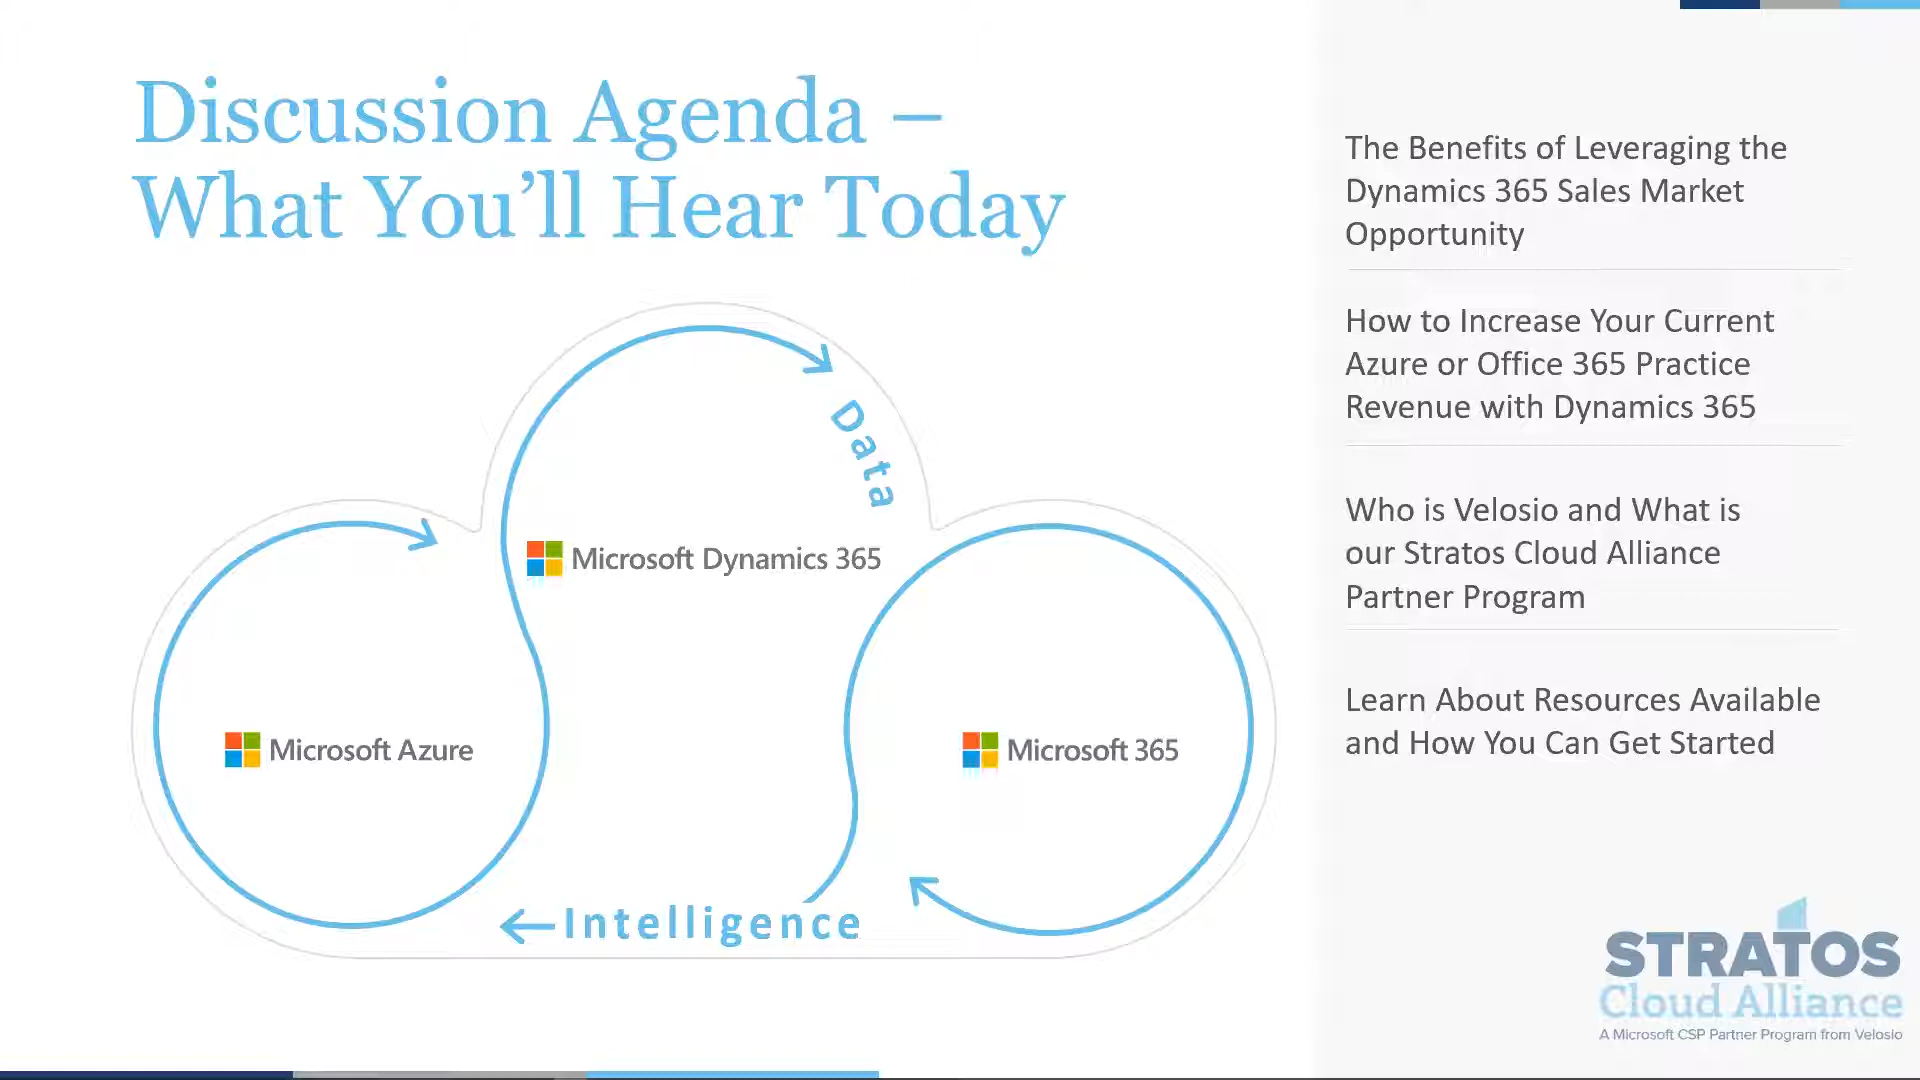 Discussion Agenda –
What You’ll Hear Today
Data
Microsoft Dynamics 365
Microsoft Azure
Microsoft 365
Intelligence
The Benefits of Leveraging the
Dynamics 365 Sales Market
Opportunity
How to Increase Your Current
Azure or Office 365 Practice
Revenue with Dynamics 365
Who is Velosio and What is
our Stratos Cloud Alliance
Partner Program
Learn About Resources Available
and How You Can Get Started
STRATOS
Cloud Alliance
A Microsoft CSP Partner Program from Velosio